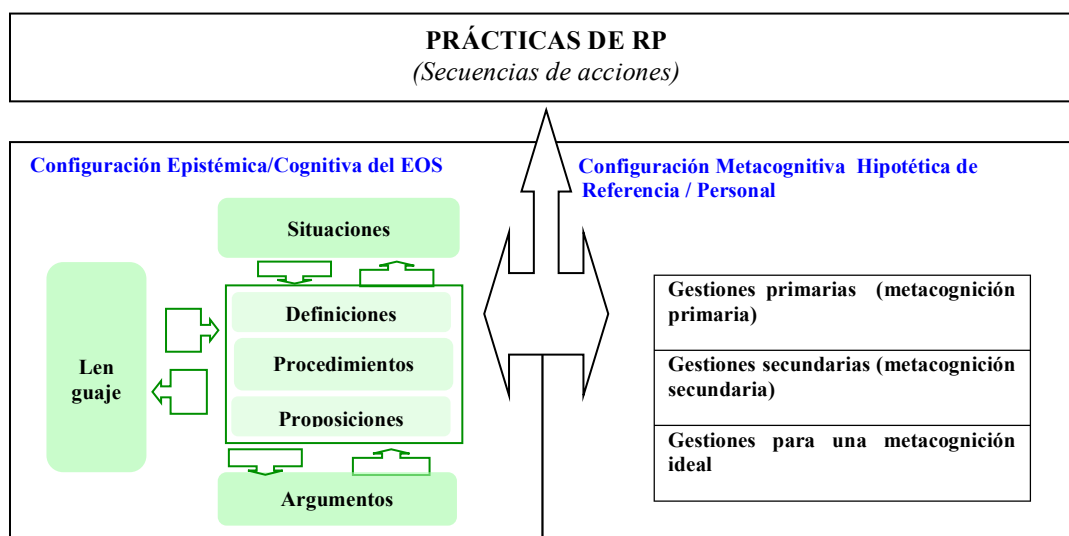 PRÁCTICAS DE RP
(Secuencias de acciones)
Configuración Epistémica/Cognitiva del EOS
Situaciones
Len
guaje
Definiciones
Procedimientos
Proposiciones
Argumentos
Configuración Metacognitiva Hipotética de
Referencia / Personal
Gestiones primarias (metacognición
primaria)
Gestiones secundarias (metacognición
secundaria)
Gestiones para una metacognición
ideal